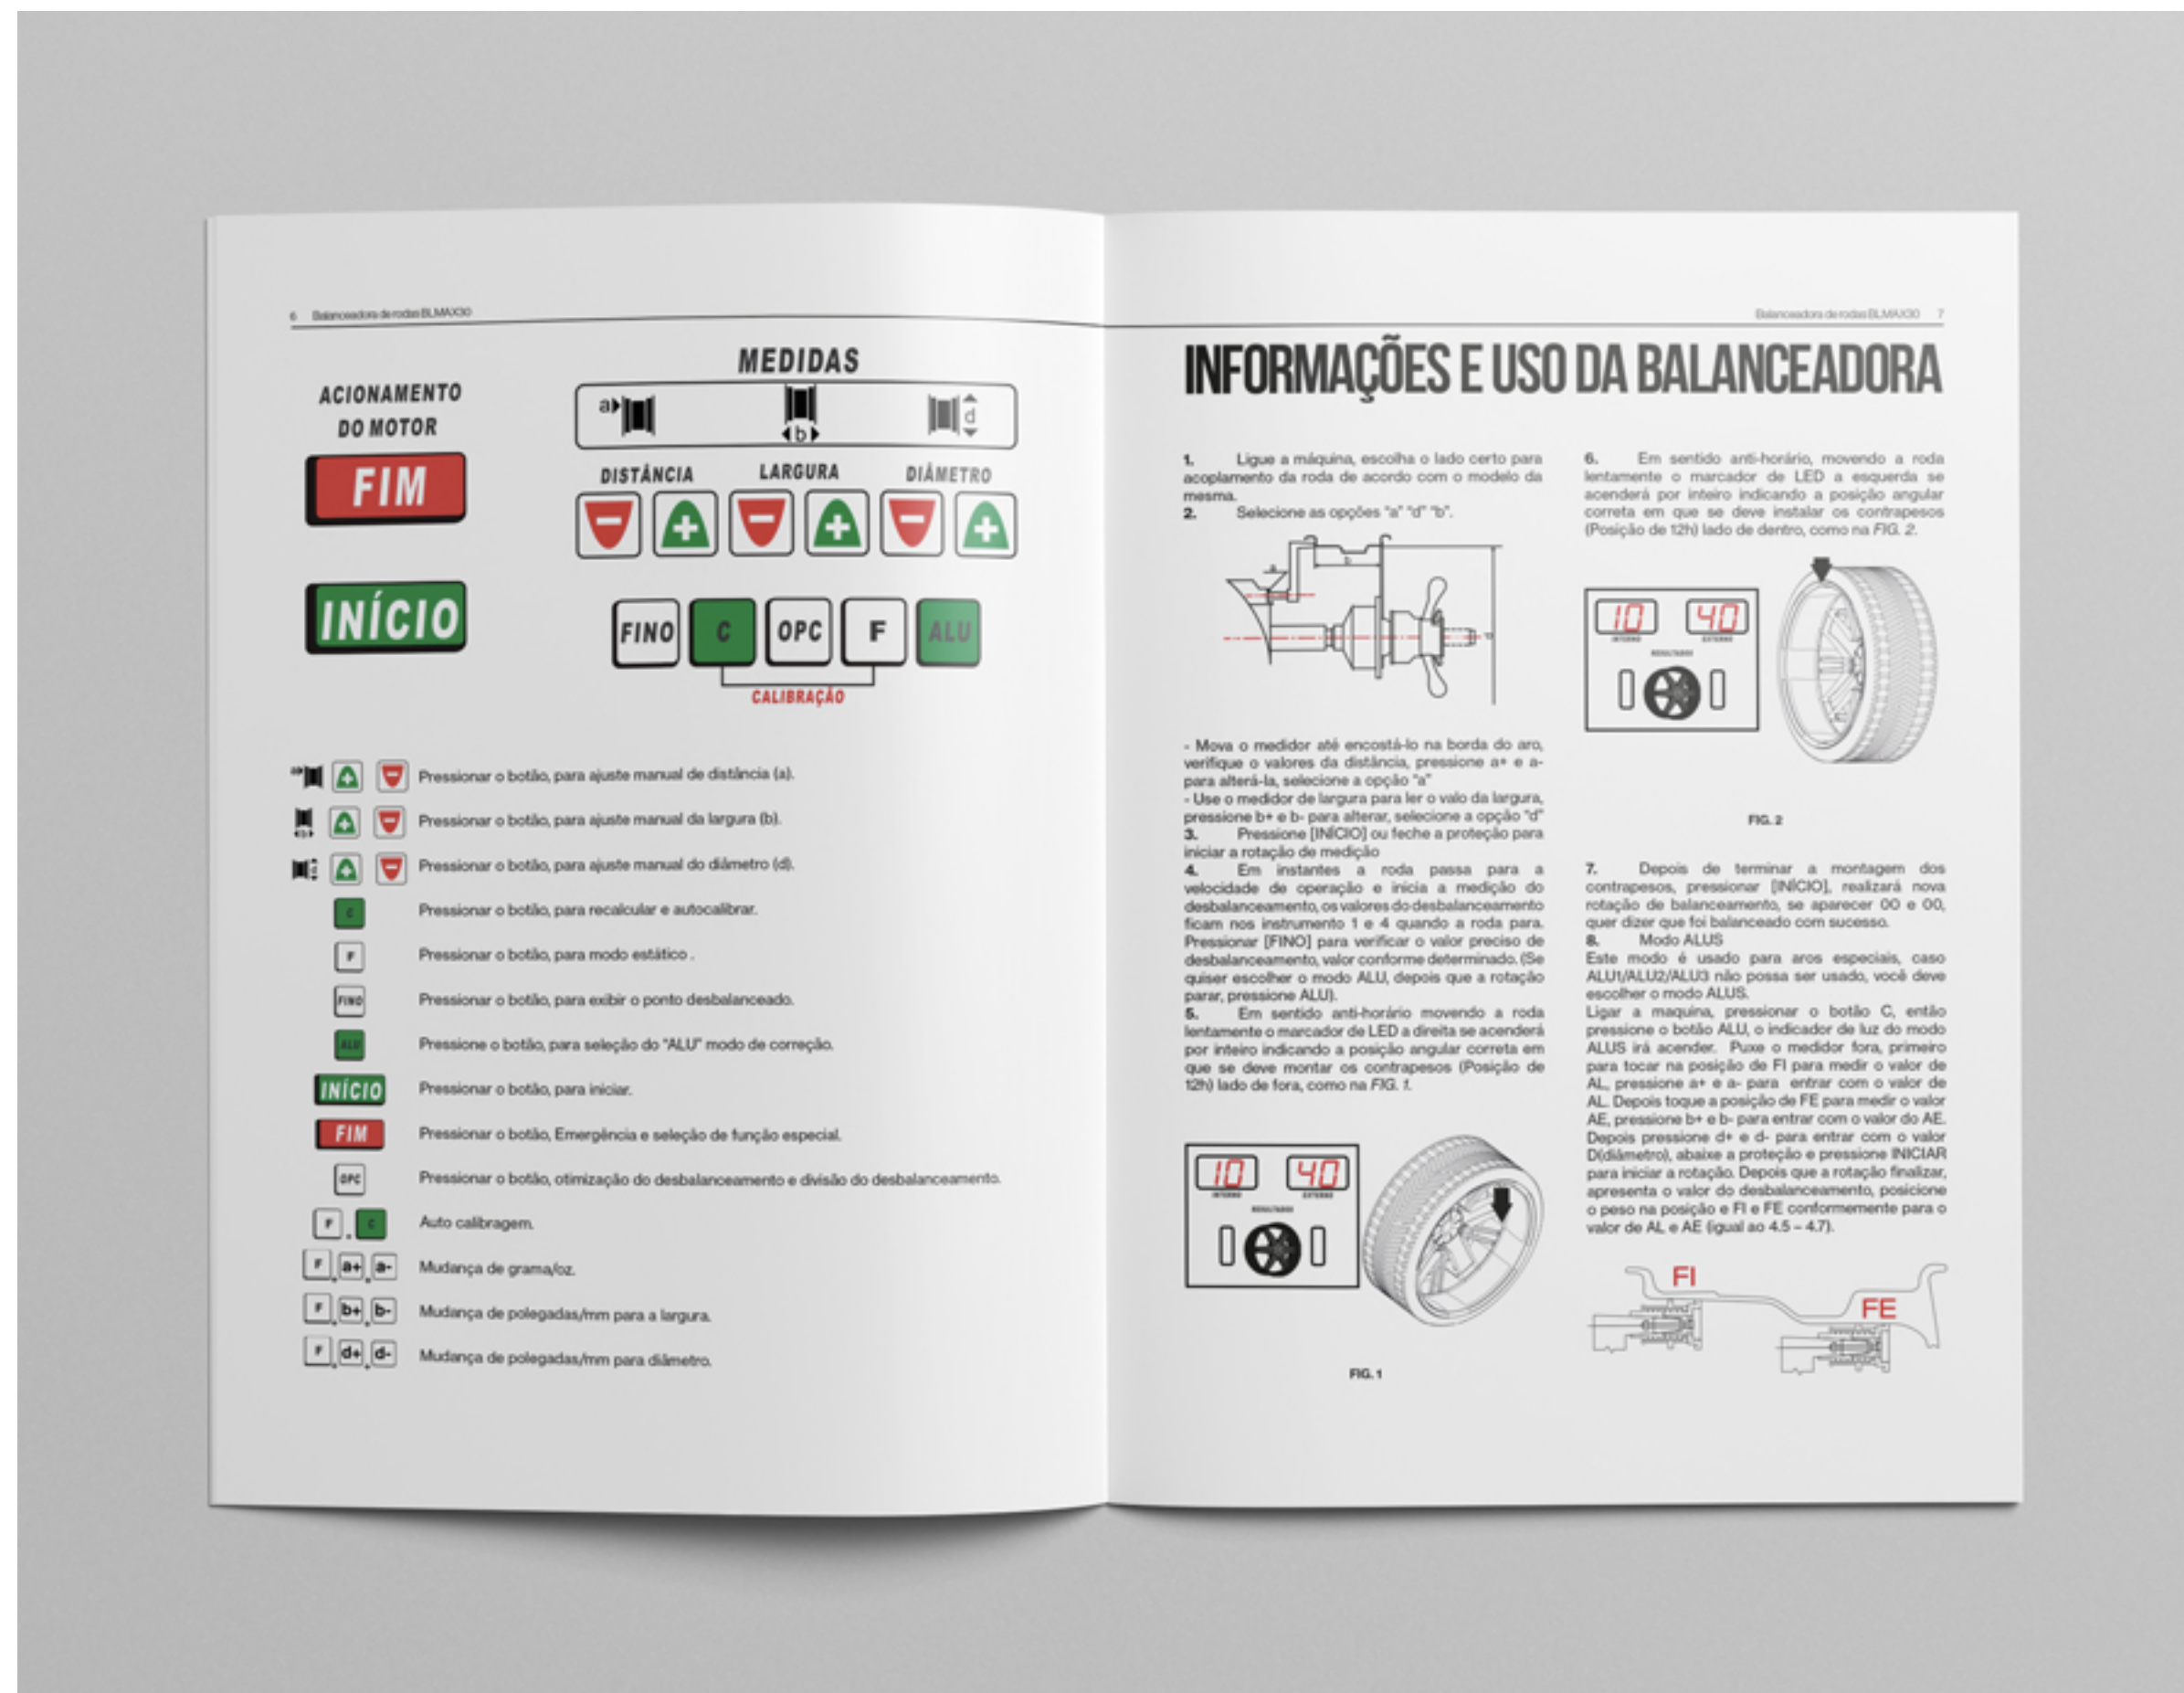 6 Balanceadora de rodas BLMAX30
ACIONAMENTO
DO MOTOR
FIM
INÍCIO
MEDIDAS
a
b
d
DISTÂNCIA LARGURA DIÂMETRO
FINO C OPC F ALU
CALIBRAÇÃO
Pressionar o botão, para ajuste manual de distância (a).
Pressionar o botão, para ajuste manual da largura (b).
Pressionar o botão, para ajuste manual do diâmetro (d).
C Pressionar o botão, para recalcular e autocalibrar.
F Pressionar o botão, para modo estático .
FINO Pressionar o botão, para exibir o ponto desbalanceado.
ALU Pressione o botão, para seleção do "ALU" modo de correção.
INÍCIO Pressionar o botão, para iniciar.
FIM Pressionar o botão, Emergência e seleção de função especial.
OPC Pressionar o botão, otimização do desbalanceamento e divisão do desbalanceamento.
F C Auto calibragem.
F a+ a- Mudança de grama/oz.
F b+ b- Mudança de polegadas/mm para a largura.
F d+ d- Mudança de polegadas/mm para diâmetro.
Balanceadora de rodas BLMAX30 7
INFORMAÇÕES E USO DA BALANCEADORA
1. Ligue a máquina, escolha o lado certo para
acoplamento da roda de acordo com o modelo da
mesma.
2. Selecione as opções "a" "d" "b".
a
b
d
- Mova o medidor até encostá-lo na borda do aro,
verifique o valores da distância, pressione a+ e a-
para alterá-la, selecione a opção "a"
- Use o medidor de largura para ler o valo da largura,
pressione b+ e b- para alterar, selecione a opção "d"
3. Pressione [INÍCIO] ou feche a proteção para
iniciar a rotação de medição
4. Em instantes a roda passa para a
velocidade de operação e inicia a medição do
desbalanceamento, os valores do desbalanceamento
ficam nos instrumento 1 e 4 quando a roda para.
Pressionar [FINO] para verificar o valor preciso de
desbalanceamento, valor conforme determinado. (Se
quiser escolher o modo ALU, depois que a rotação
parar, pressione ALU).
5. Em sentido anti-horário movendo a roda
lentamente o marcador de LED a direita se acenderá
por inteiro indicando a posição angular correta em
que se deve montar os contrapesos (Posição de
12h) lado de fora, como na FIG. 1.
10 40
INTERNO EXTERNO
RESULTADOS
FIG. 1
6. Em sentido anti-horário, movendo a roda
lentamente o marcador de LED a esquerda se
acenderá por inteiro indicando a posição angular
correta em que se deve instalar os contrapesos
(Posição de 12h) lado de dentro, como na FIG. 2.
10 40
INTERNO EXTERNO
RESULTADOS
FIG. 2
7. Depois de terminar a montagem dos
contrapesos, pressionar [INÍCIO], realizará nova
rotação de balanceamento, se aparecer 00 e 00,
quer dizer que foi balanceado com sucesso.
8. Modo ALUS
Este modo é usado para aros especiais, caso
ALU1/ALU2/ALU3 não possa ser usado, você deve
escolher o modo ALUS.
Ligar a maquina, pressionar o botão C, então
pressione o botão ALU, o indicador de luz do modo
ALUS irá acender. Puxe o medidor fora, primeiro
para tocar na posição de FI para medir o valor de
AL, pressione a+ e a- para entrar com o valor de
AL. Depois toque a posição de FE para medir o valor
AE, pressione b+ e b- para entrar com o valor do AE.
Depois pressione d+ e d- para entrar com o valor
D(diâmetro), abaixe a proteção e pressione INICIAR
para iniciar a rotação. Depois que a rotação finalizar,
apresenta o valor do desbalanceamento, posicione
o peso na posição e FI e FE conformemente para o
valor de AL e AE (igual ao 4.5 – 4.7).
FI
FE